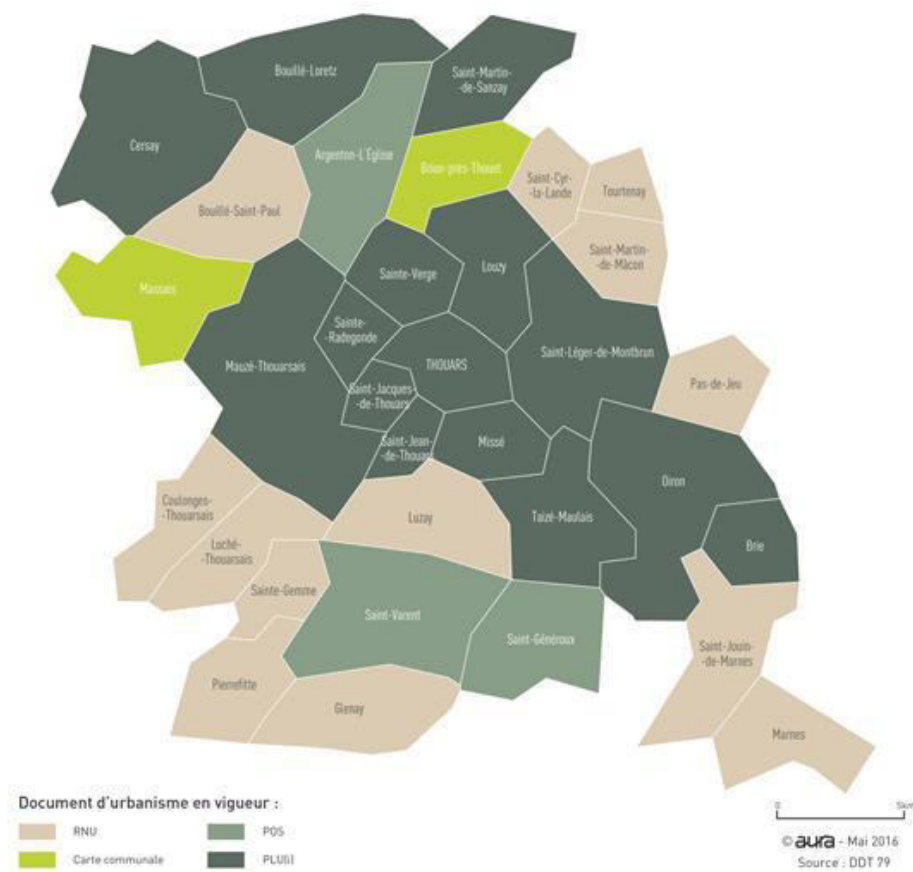 Bouillé-Loretz
Saint-Martin-
-de-Sanzay
Cersay
Argenton-L'Église
Brion-près-Thouet
Saint-Cyr-
-la-Lande
Tourtenay
Bouillé-Saint-Paul
Saint-Martin-
-de-Mâcon
Massais
Sainte-Verge
Louzy
Sainte-
-Radegonde
Mauzé-Thouarsais
THOUARS
Saint-Léger-de-Montbrun
Pas-de-Jeu
Saint-Jacques-
-de-Thouars
Saint-Jean-
-de-Thouars
Missé
Oiron
Coulonges-
-Thouarsais
Luzay
Taizé-Maulais
Brie
Luché-
-Thouarsais
Sainte-Gemme
Saint-Varent
Saint-Généroux
Saint-Jouin-
-de-Marnes
Pierrefitte
Glenay
Marnes
Document d'urbanisme en vigueur :
RNU
POS
Carte communale
PLU(i)
0 5km
© aura - Mai 2016
Source : DDT 79